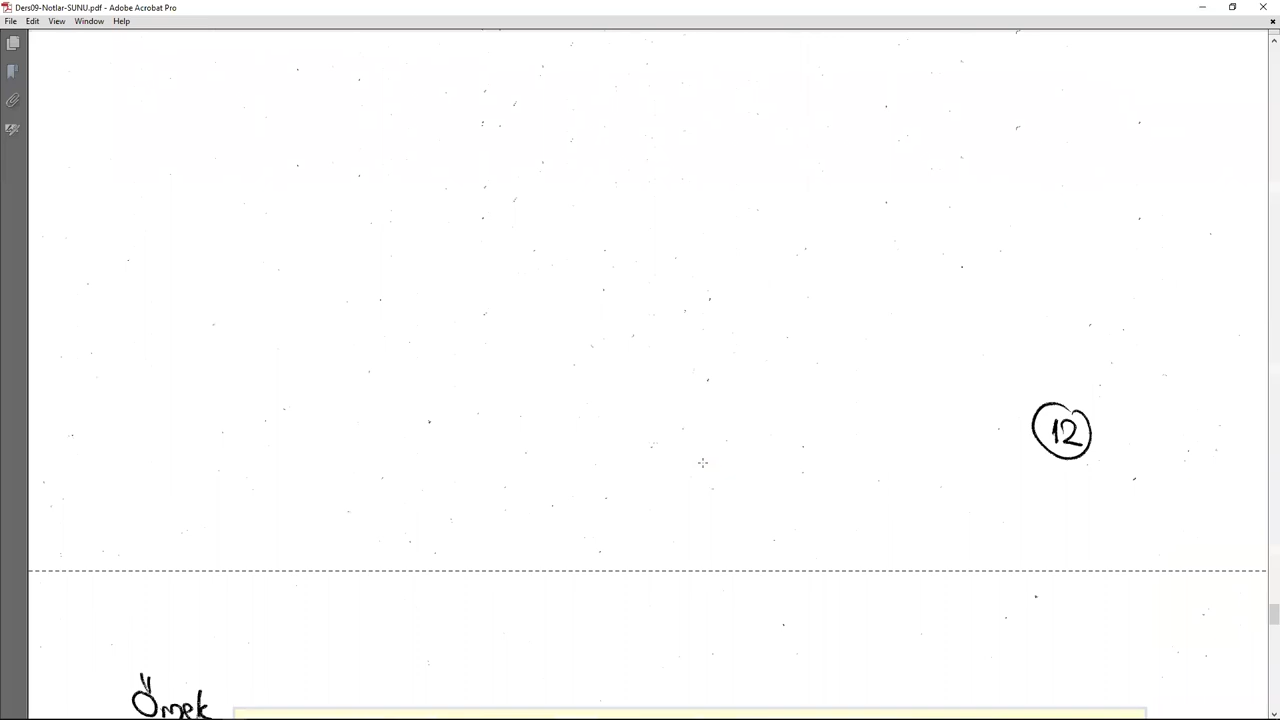 Ders09-Notlar-SUNU.pdf - Adobe Acrobat Pro
File Edit View Window Help
12
Örnek